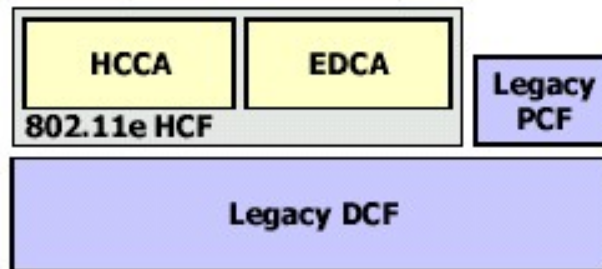 HCCA
EDCA
802.11e HCF
Legacy
PCF
Legacy DCF